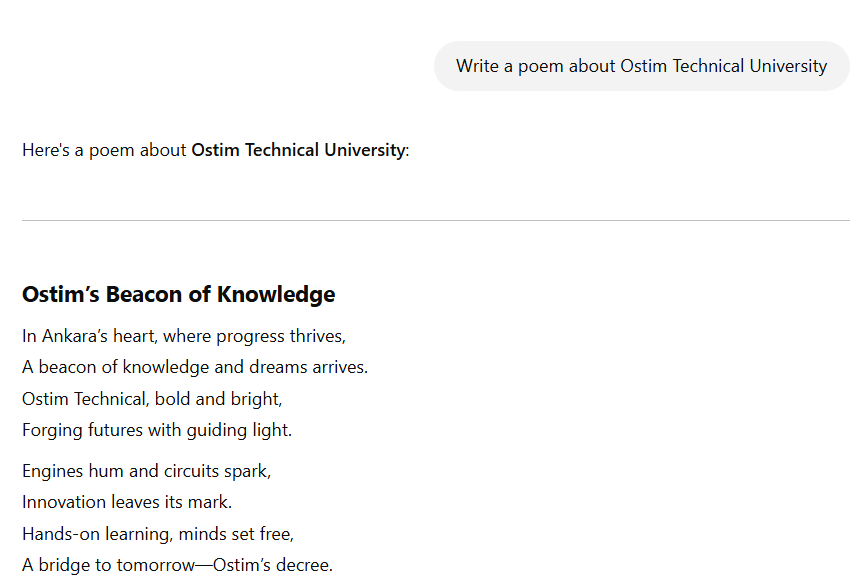 Write a poem about Ostim Technical University
Here's a poem about Ostim Technical University:
Ostim’s Beacon of Knowledge
In Ankara’s heart, where progress thrives,
A beacon of knowledge and dreams arrives.
Ostim Technical, bold and bright,
Forging futures with guiding light.
Engines hum and circuits spark,
Innovation leaves its mark.
Hands-on learning, minds set free,
A bridge to tomorrow—Ostim’s decree.